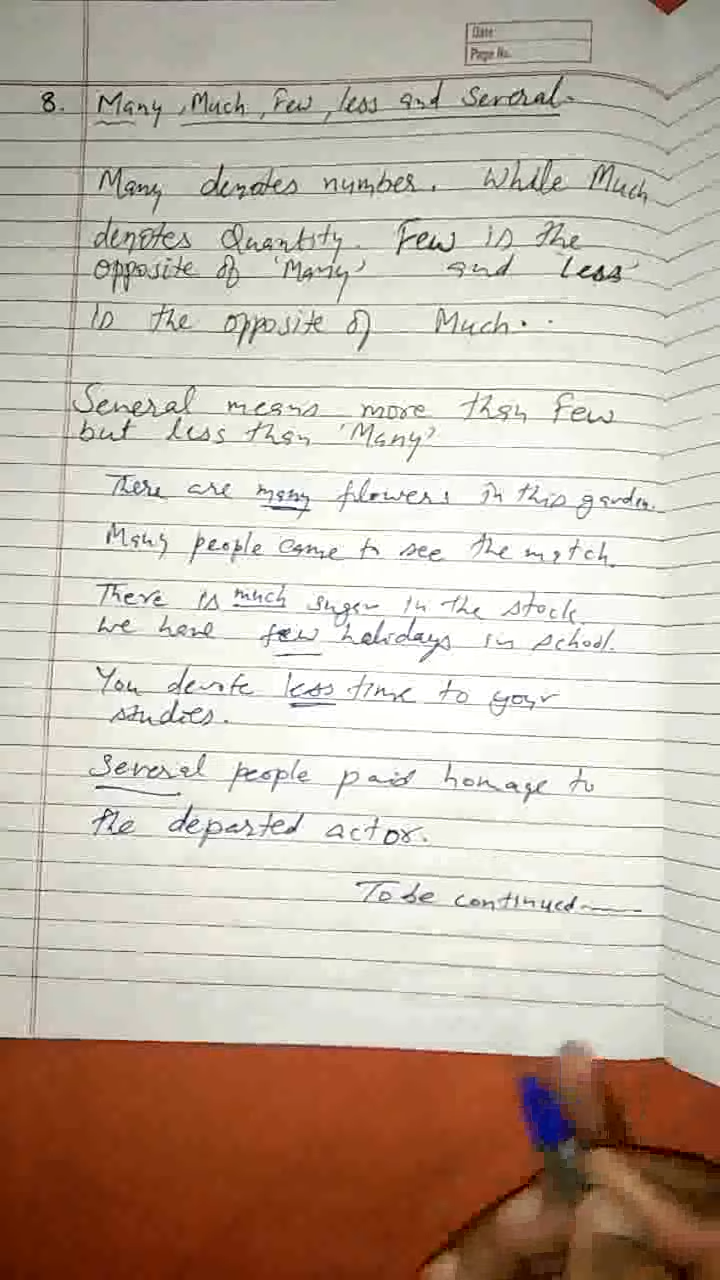 Date
Page No.
8. Many, Much, Few, less and Several.
Many denotes number. While Much
denotes Quantity. Few is the
opposite of 'Many' and less
is the opposite of Much..
Several means more than Few
but less than 'Many'
There are many flowers in this garden.
Many people came to see the match.
There is much sugar in the stock
we have few holidays in school.
You devote less time to your
studies.
Several people paid homage to
the departed actor.
To be continued